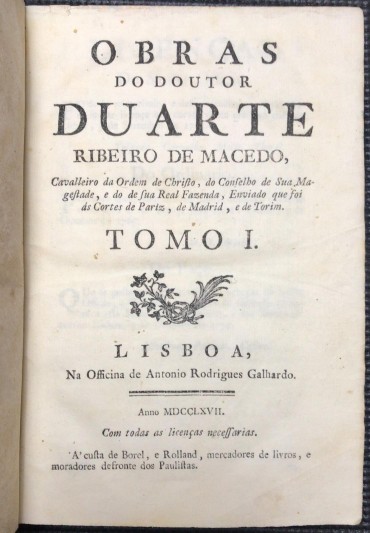 OBRAS
DO DOUTOR
DUARTE
RIBEIRO DE MACEDO,
Cavalleiro da Ordem de Chriſto, do Conſelho de Sua Ma-
geſtade, e do de ſua Real Fazenda, Enviado que foi
ás Cortes de Pariz, de Madrid, e de Torim.
TOMO I.
LISBOA,
Na Officina de Antonio Rodrigues Galhardo.
Anno MDCCLXVII.
Com todas as licenças neceſſarias.
A' cuſta de Borel, e Rolland, mercadores de livros, e
moradores defronte dos Pauliſtas.